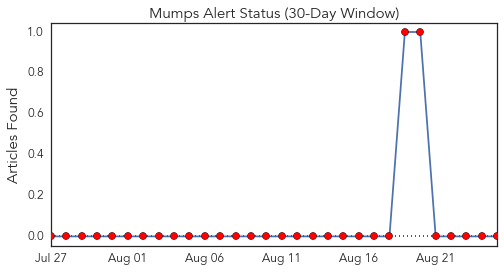 Mumps Alert Status (30-Day Window)
Articles Found
1.0
0.8
0.6
0.4
0.2
0.0
Jul 27 Aug 01 Aug 06 Aug 11 Aug 16 Aug 21